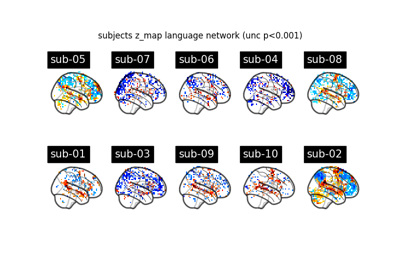 subjects z_map language network (unc p<0.001)
sub-05 sub-07 sub-06 sub-04 sub-08
sub-01 sub-03 sub-09 sub-10 sub-02